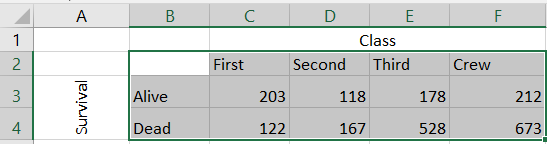 A B C D E F
1 Class
2 First Second Third Crew
Survival
3 Alive 203 118 178 212
4 Dead 122 167 528 673